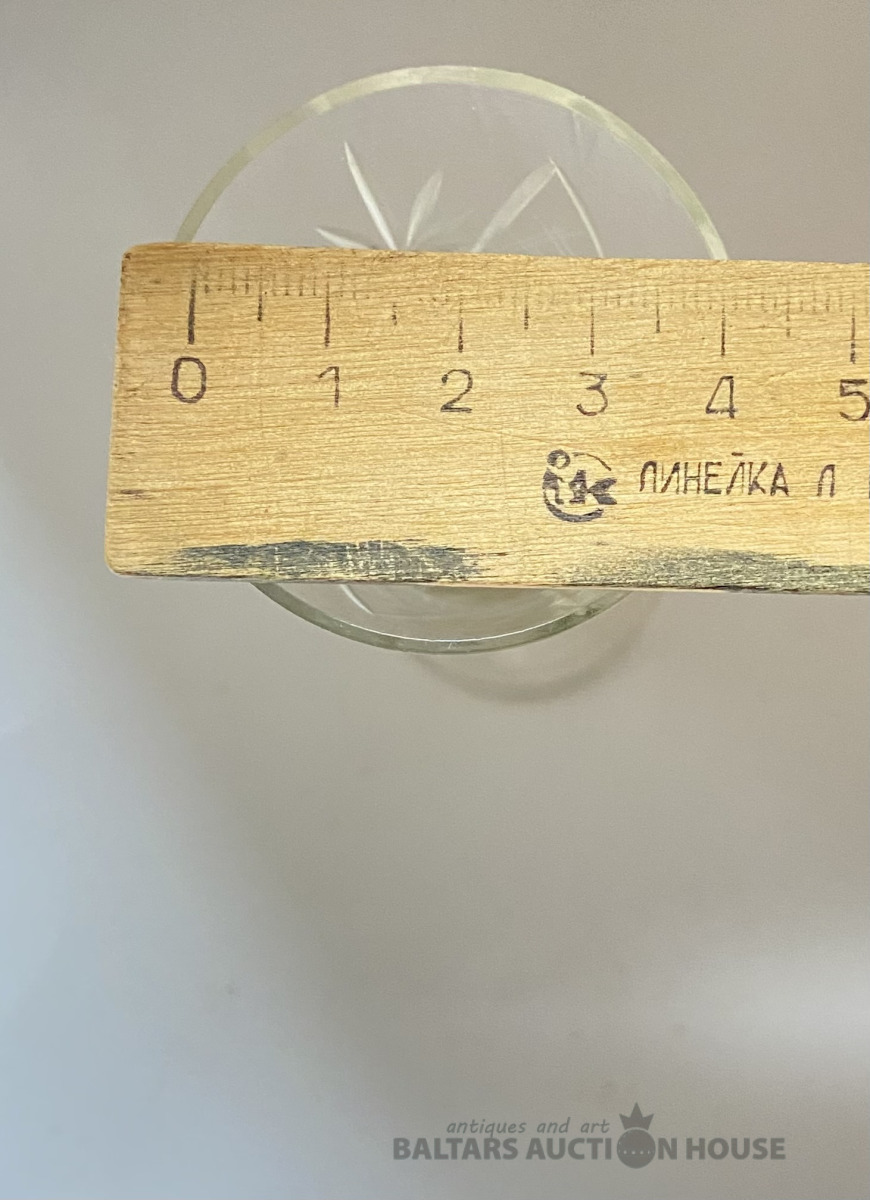 0 1 2 3 4 5
ЛИНЕЙКА Л
antiques and art
BALTARS AUCTION HOUSE